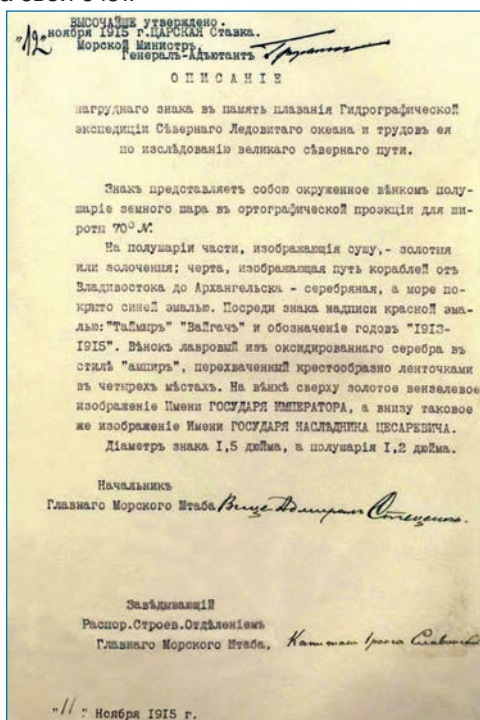 а свой счёт.
ВЫСОЧАЙШЕ утверждено.
"12" ноября 1915 г. ЦАРСКАЯ Ставка.
Морской Министръ,
Генералъ-Адъютантъ
ОПИСАНІЕ
нагруднаго знака въ память плаванія Гидрографической
экспедиціи Сѣвернаго Ледовитаго океана и трудовъ ея
по изслѣдованію великаго сѣвернаго пути.
Знакъ представляетъ собою окруженное вѣнкомъ полу-
шаріе земного шара въ ортографической проэкціи для ши-
роты 70° N.
На полушаріи части, изображающія сушу,- золотыя
или золоченыя; черта, изображающая путь кораблей отъ
Владивостока до Архангельска - серебряная, а море по-
крыто синей эмалью. Посреди знака надписи красной эма-
лью: "Таймыръ" "Вайгачъ" и обозначеніе годовъ "1913-
1915". Вѣнокъ лавровый изъ оксидированнаго серебра въ
стилѣ "ампиръ", перехваченный крестообразно ленточками
въ четырехъ мѣстахъ. На вѣнкѣ сверху золотое вензелевое
изображеніе Имени ГОСУДАРЯ ИМПЕРАТОРА, а внизу таковое
же изображеніе Имени ГОСУДАРЯ НАСЛѢДНИКА ЦЕСАРЕВИЧА.
Діаметръ знака I,5 дюйма, а полушарія I,2 дюйма.
Начальникъ
Главнаго Морского Штаба Вице-Адмиралъ Стеценко.
Завѣдывающій
Распор.Строев.Отдѣленіемъ
Главнаго Морского Штаба, Капитанъ 1 ранга
"11" Ноября 1915 г.